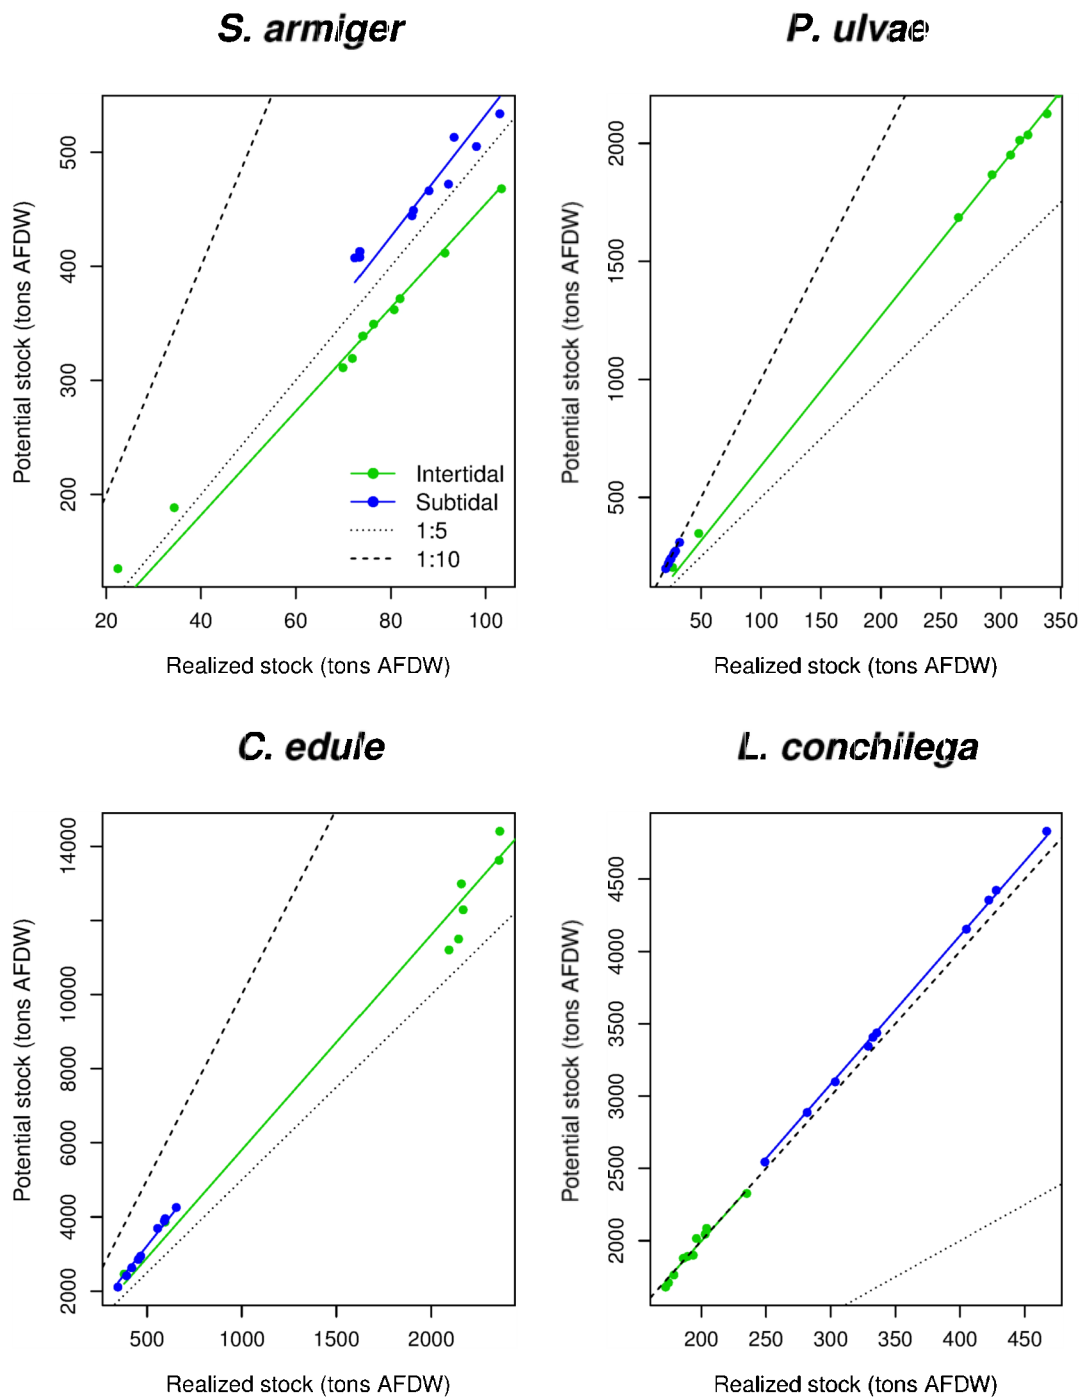 S. armiger
P. ulvae
Potential stock (tons AFDW)
500
400
300
200
Intertidal
Subtidal
1:5
1:10
20 40 60 80 100
Realized stock (tons AFDW)
Potential stock (tons AFDW)
2000
1500
1000
500
50 100 150 200 250 300 350
Realized stock (tons AFDW)
C. edule
L. conchilega
Potential stock (tons AFDW)
14000
10000
8000
6000
4000
2000
500 1000 1500 2000
Realized stock (tons AFDW)
Potential stock (tons AFDW)
4500
4000
3500
3000
2500
2000
200 250 300 350 400 450
Realized stock (tons AFDW)